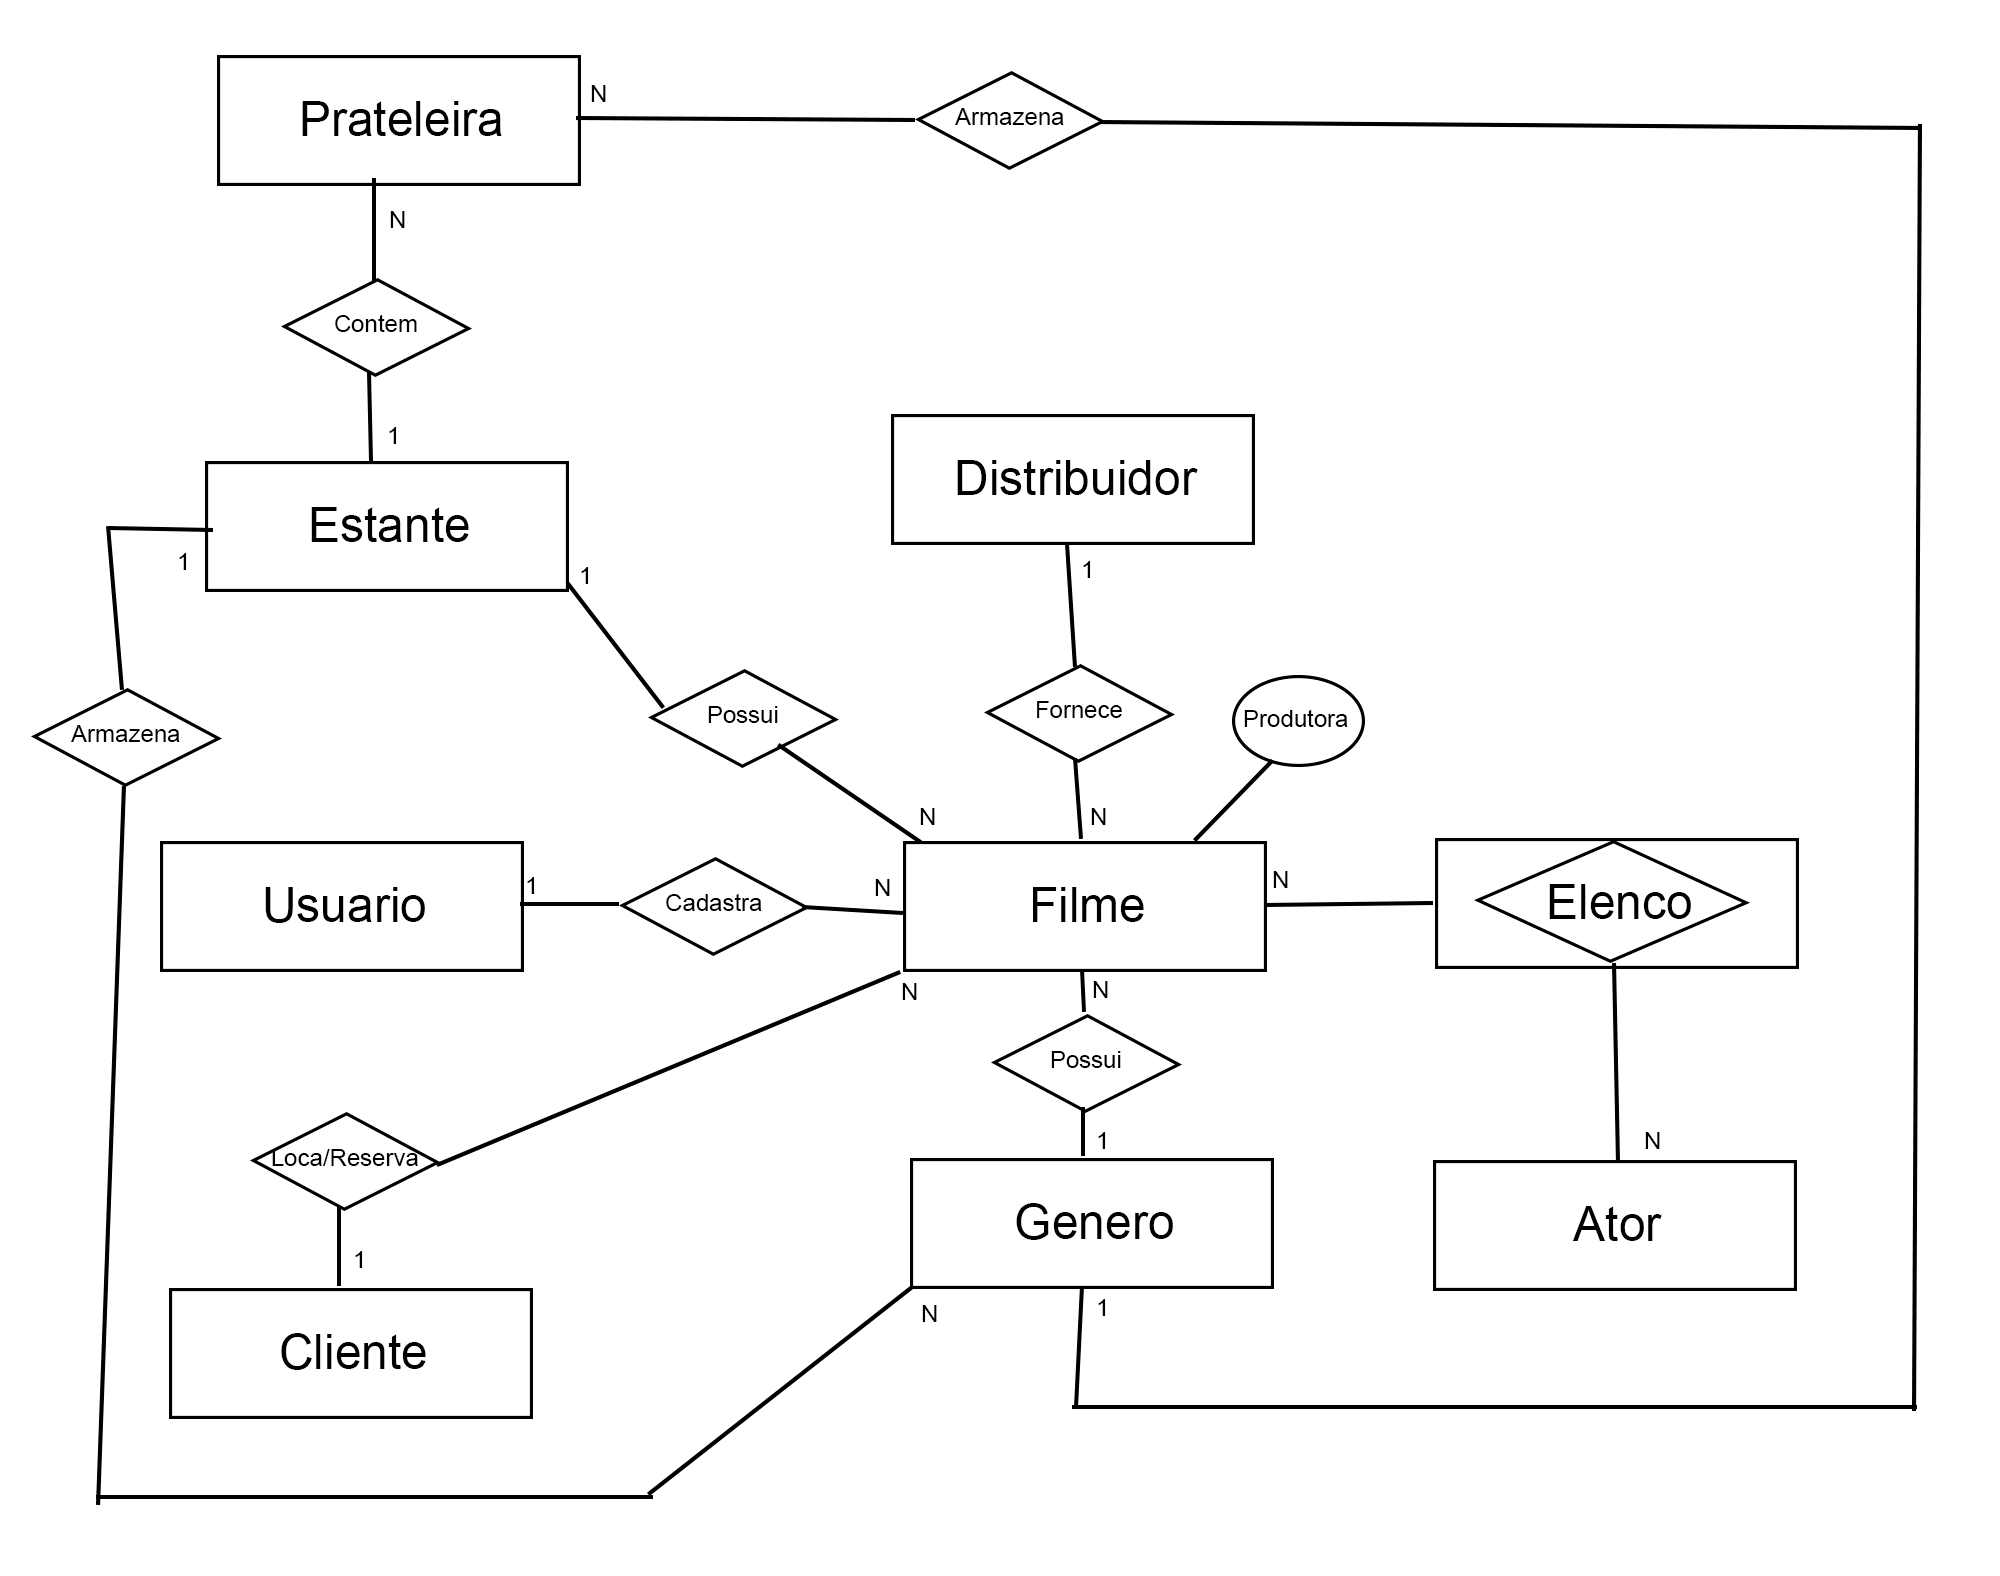 Prateleira
N
Armazena
N
Contem
1
Estante
1
1
Distribuidor
1
Armazena
Possui
Fornece
Produtora
N
N
Usuario
1
Cadastra
N
Filme
N
Elenco
N
N
Possui
Loca/Reserva
1
N
1
Genero
Ator
Cliente
N
1